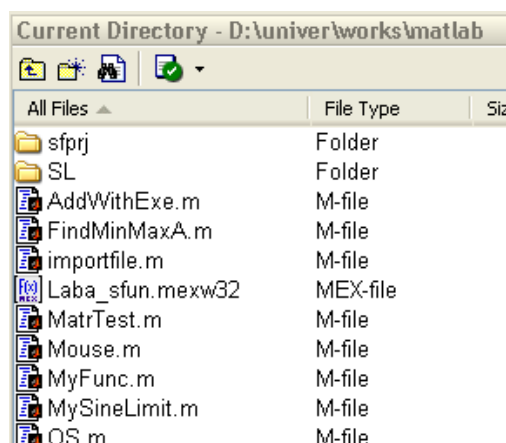 Current Directory - D:\univer\works\matlab
All Files File Type Siz
sfprj Folder
SL Folder
AddWithExe.m M-file
FindMinMaxA.m M-file
importfile.m M-file
Laba_sfun.mexw32 MEX-file
MatrTest.m M-file
Mouse.m M-file
MyFunc.m M-file
MySineLimit.m M-file
OS.m M-file